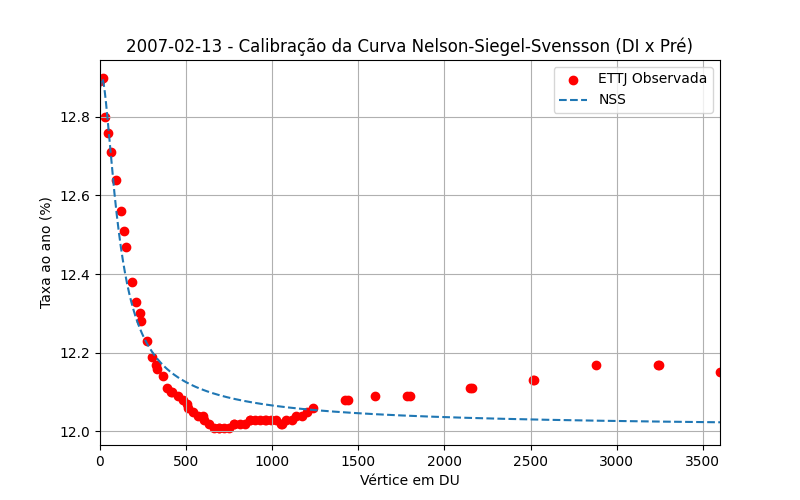 2007-02-13 - Calibração da Curva Nelson-Siegel-Svensson (DI x Pré)
ETTJ Observada
NSS
Taxa ao ano (%)
12.8
12.6
12.4
12.2
12.0
0 500 1000 1500 2000 2500 3000 3500
Vértice em DU